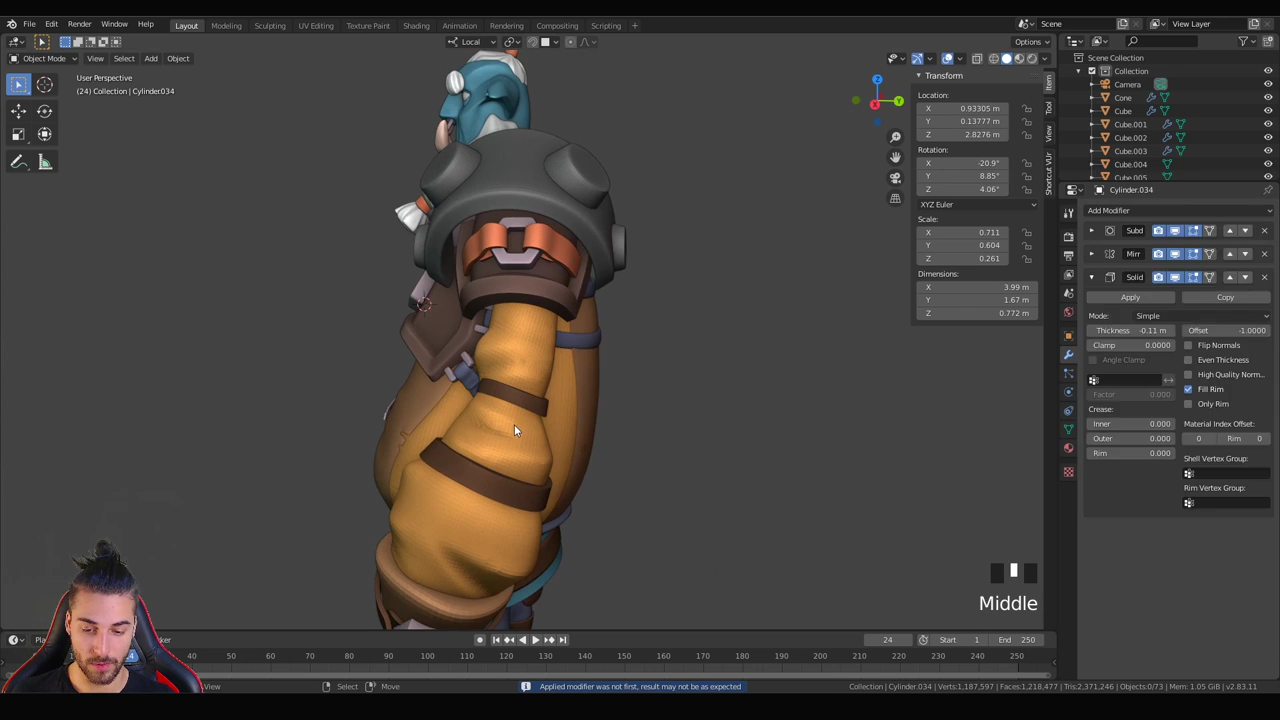 File Edit Render Window Help
Layout Modeling Sculpting UV Editing Texture Paint Shading Animation Rendering Compositing Scripting +
Scene View Layer
Local Options
Object Mode View Select Add Object
User Perspective
(24) Collection | Cylinder.034
Z
Y
X
Transform
Location:
X 0.93305 m
Y 0.13777 m
Z 2.8276 m
Rotation:
X -20.9°
Y 8.85°
Z 4.06°
XYZ Euler
Scale:
X 0.711
Y 0.604
Z 0.261
Dimensions:
X 3.99 m
Y 1.67 m
Z 0.772 m
Item
Tool
View
Shortcut VUr
Scene Collection
Collection
Camera
Cone
Cube
Cube.001
Cube.002
Cube.003
Cube.004
Cube.005
Cylinder.034
Add Modifier
Subd
Mirr
Solid
Apply Copy
Mode: Simple
Thickness -0.11 m Offset -1.0000
Clamp 0.0000 Flip Normals
Angle Clamp Even Thickness
High Quality Norm...
Fill Rim
Factor 0.000
Only Rim
Crease:
Inner 0.000 Material Index Offset:
Outer 0.000 0 Rim 0
Rim 0.000 Shell Vertex Group:
Rim Vertex Group:
Middle
24 Start 1 End 250
40 50 60 70 80 90 100 110 120 130 140 150 160 170 180 190 200 210 220 230 240 250
View Select Move Applied modifier was not first, result may not be as expected Collection | Cylinder.034 | Verts:1,187,597 | Faces:1,218,477 | Tris:2,371,246 | Objects:0/73 | Mem: 1.05 GiB | v2.83.11